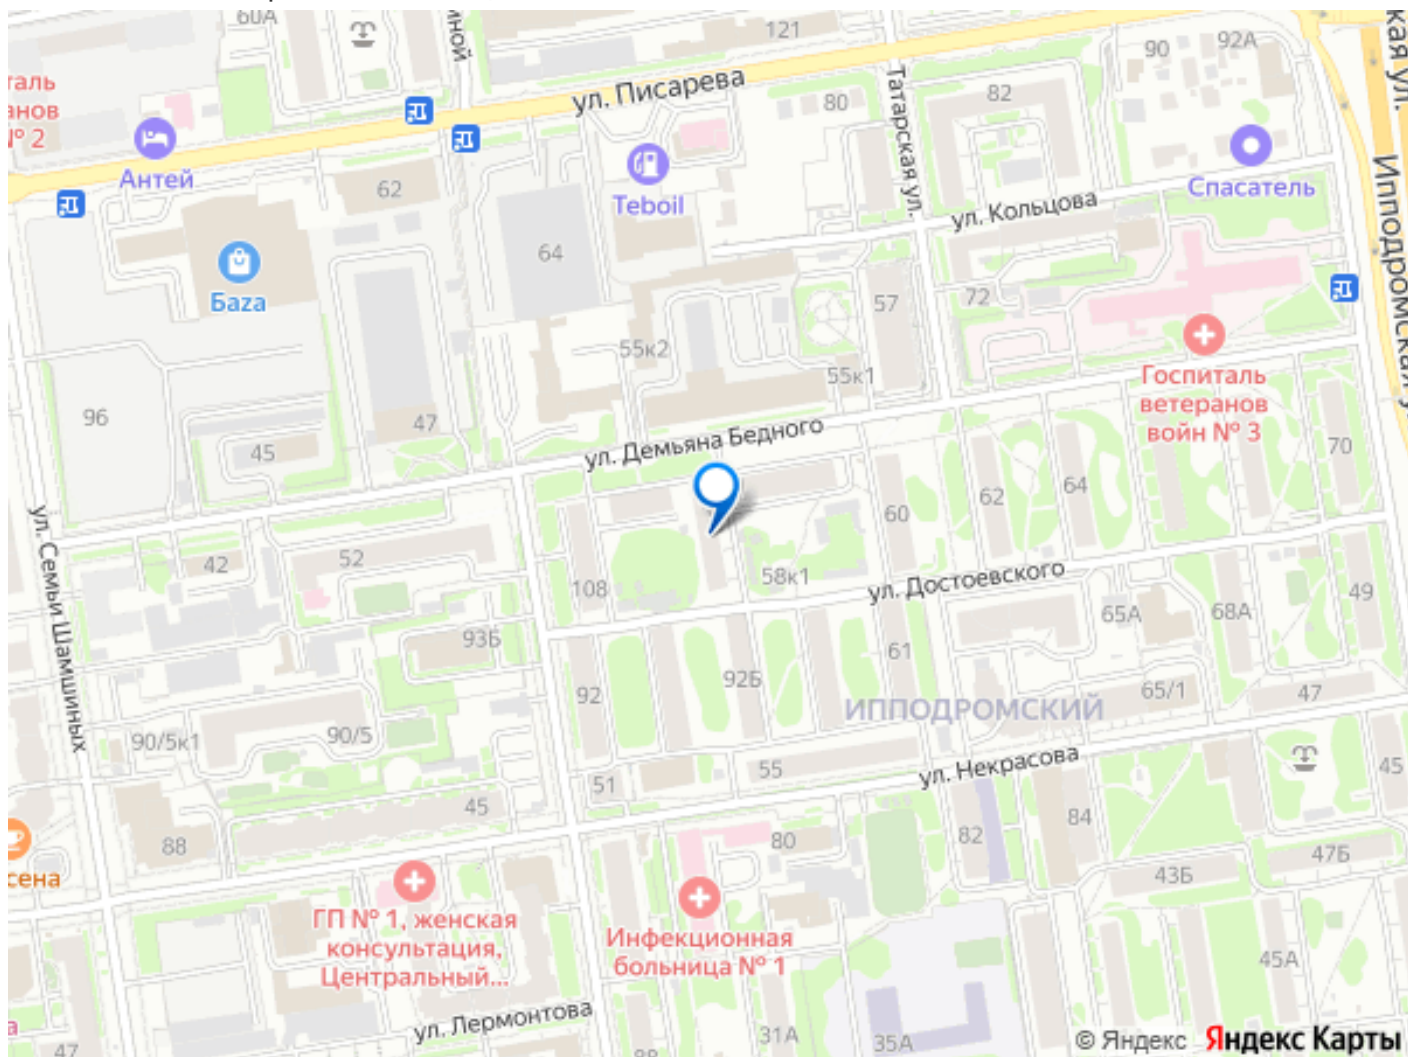 60А
мной
121
90
92А
кая ул.
таль
анов
№ 2
ул. Писарева
80
Татарская ул.
82
Антей
62
Teboil
Спасатель
ул. Кольцова
Ипподромская у
64
Баzа
57
72
55к2
55к1
Госпиталь
ветеранов
войн № 3
96
47
45
ул. Демьяна Бедного
70
62
64
60
ул. Семьи Шамшиных
42
52
108
58к1
ул. Достоевского
49
93Б
65А
68А
61
92
92Б
65/1
47
ИППОДРОМСКИЙ
90/5к1
90/5
51
55
ул. Некрасова
45
45
88
80
82
84
47Б
43Б
сена
ГП № 1, женская
консультация,
Центральный...
Инфекционная
больница № 1
45А
ул. Лермонтова
а
47
31А
35А
© Яндекс Яндекс Карты